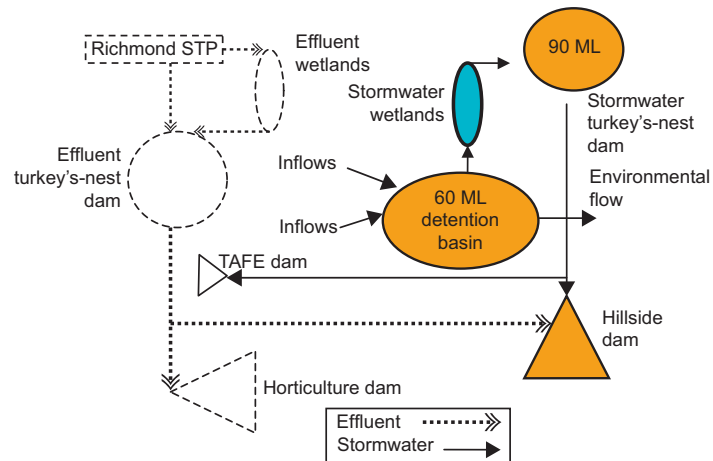 Richmond STP
Effluent
wetlands
90 ML
Stormwater
wetlands
Stormwater
turkey's-nest
dam
Effluent
turkey's-nest
dam
Inflows
Inflows
60 ML
detention
basin
Environmental
flow
TAFE dam
Hillside
dam
Horticulture dam
Effluent
Stormwater